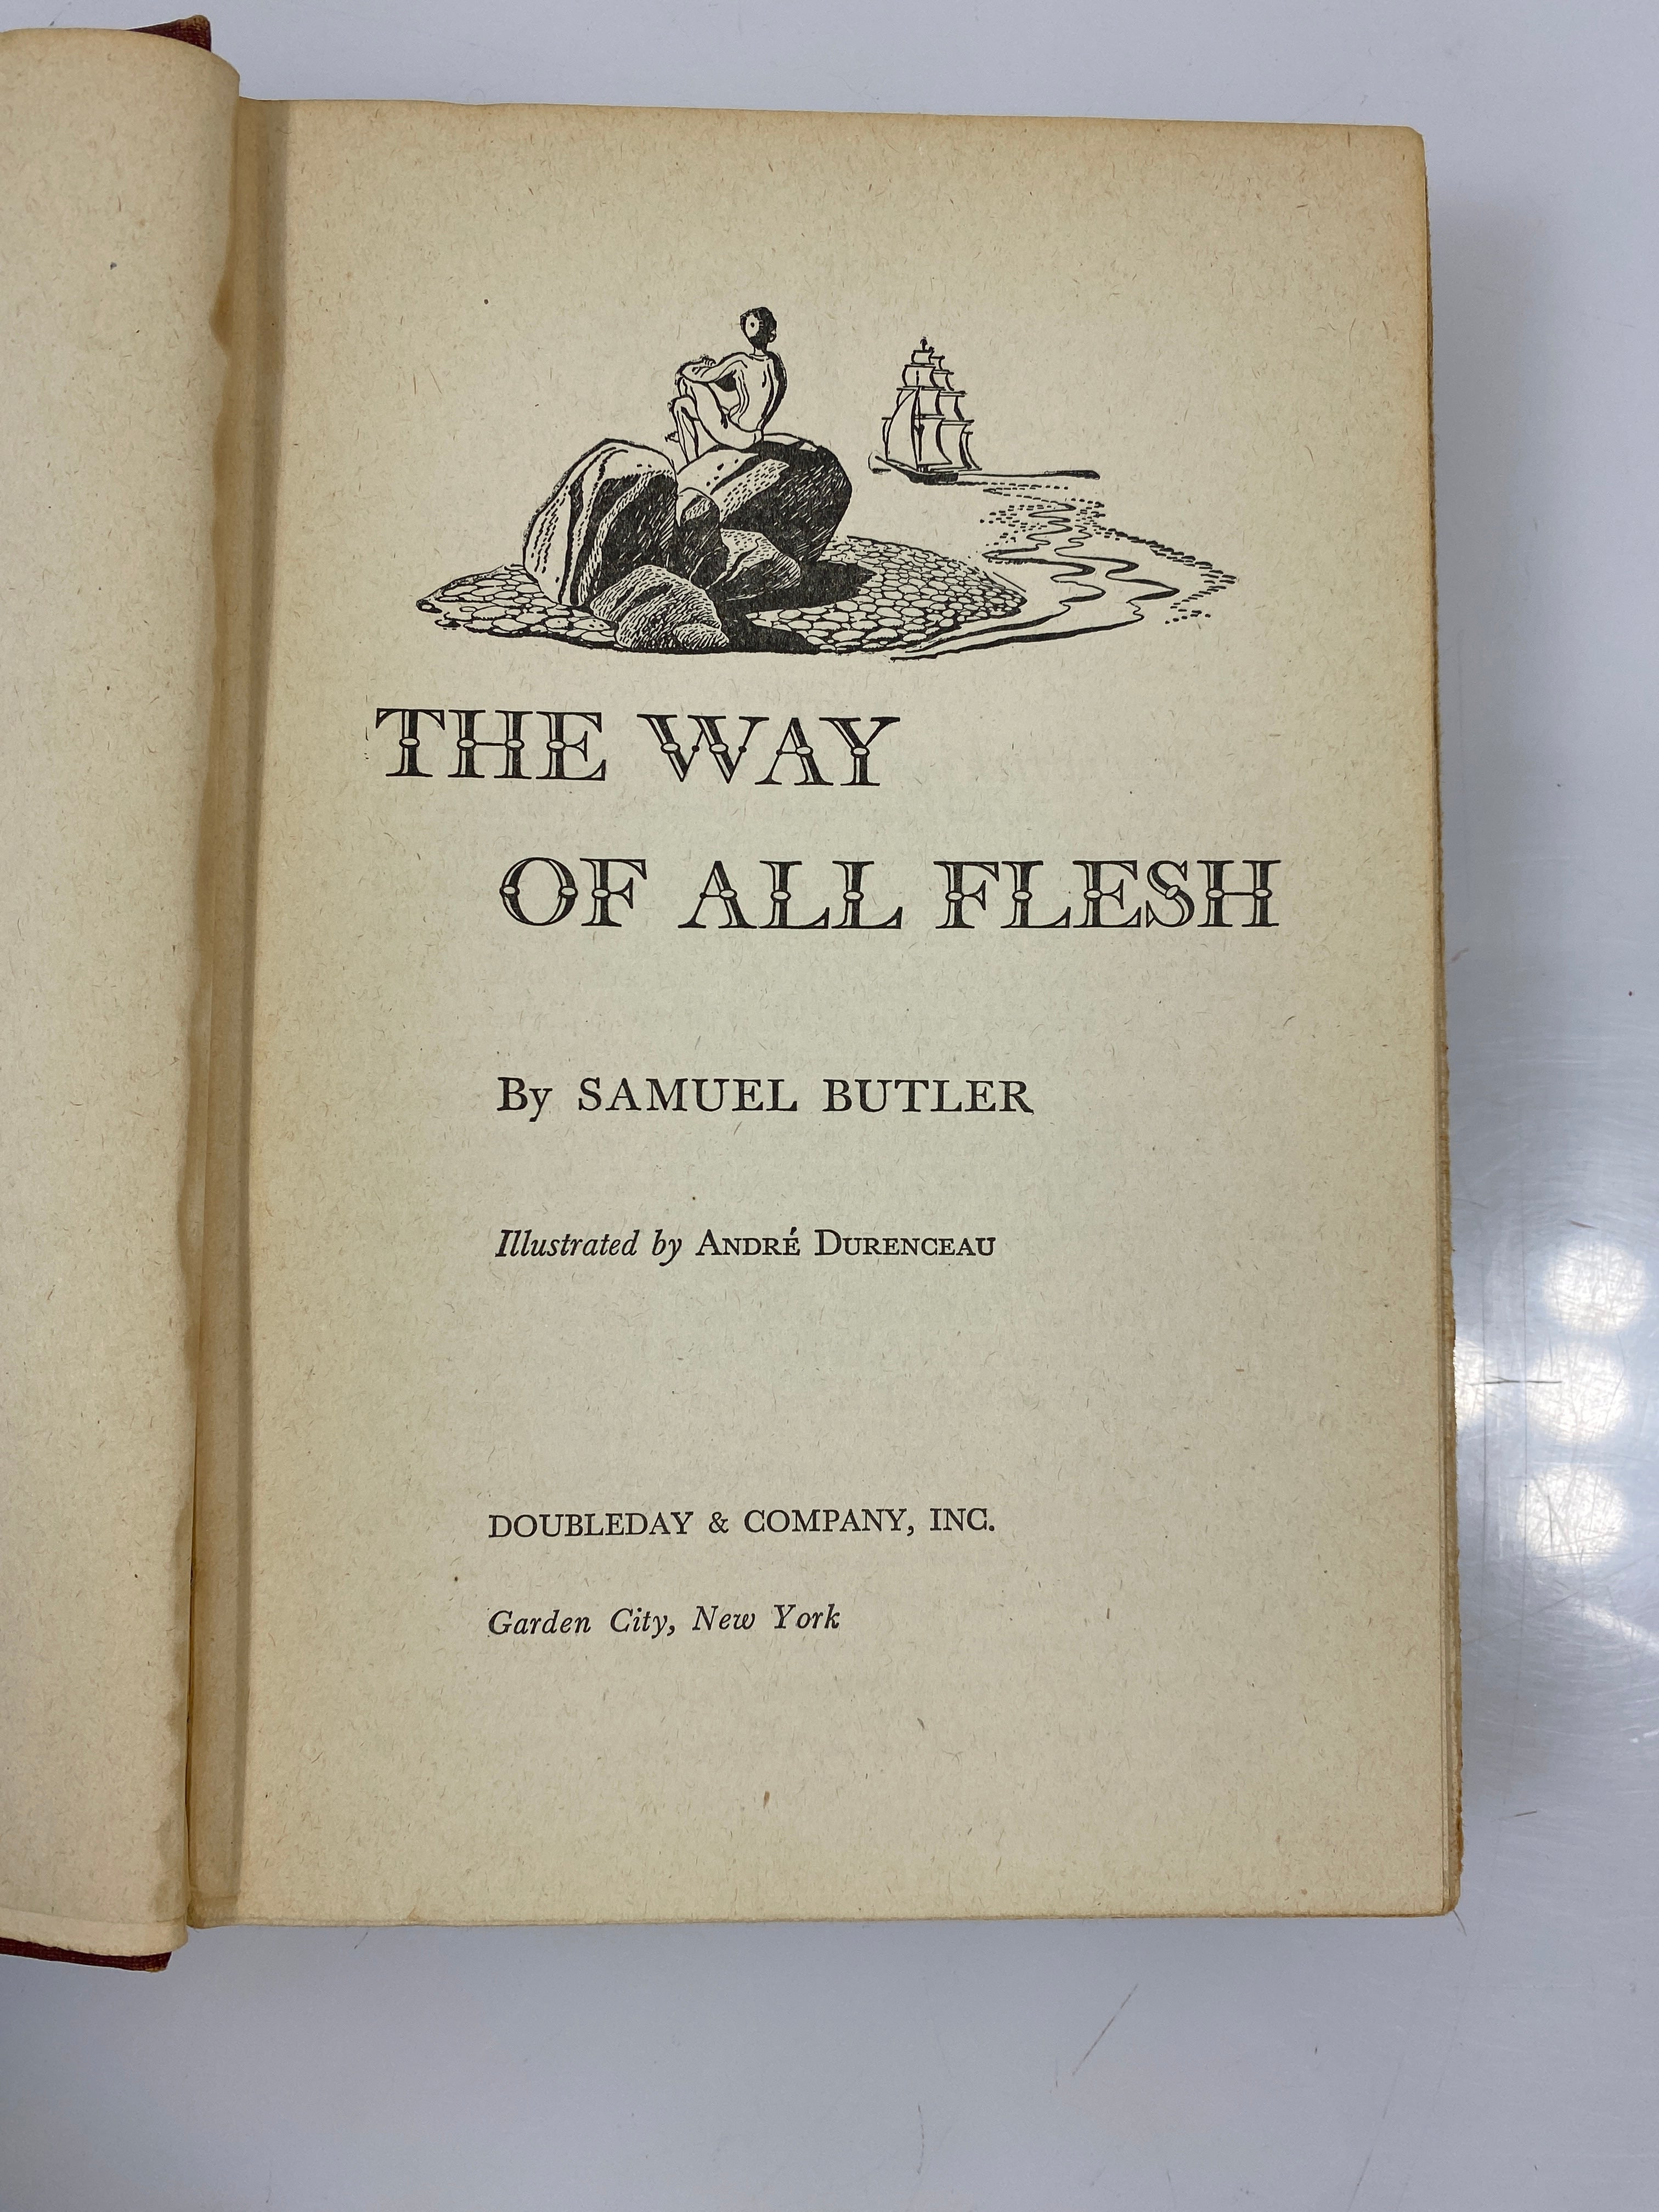 THE WAY
OF ALL FLESH
By SAMUEL BUTLER
Illustrated by ANDRÉ DURENCEAU
DOUBLEDAY & COMPANY, INC.
Garden City, New York